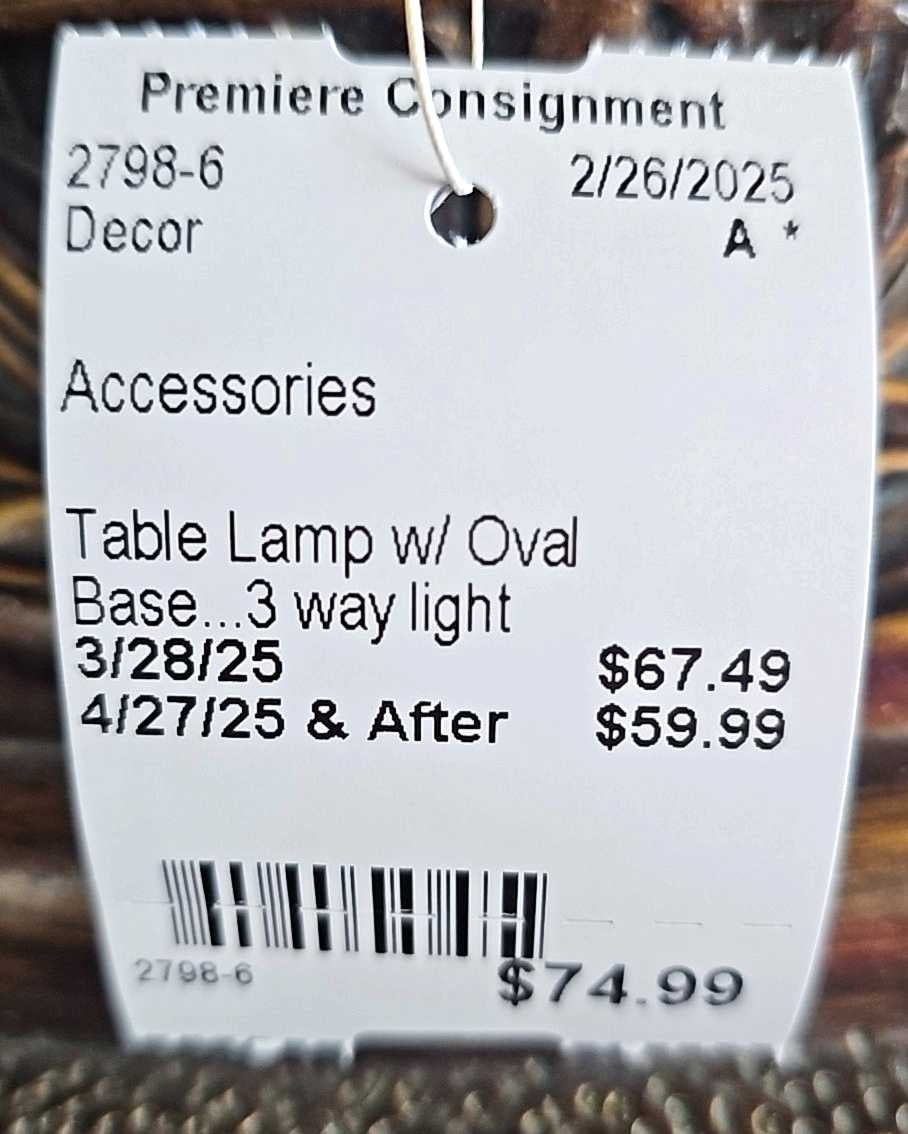 Premiere Consignment
2798-6 2/26/2025
Decor A *
Accessories
Table Lamp w/ Oval
Base...3 way light
3/28/25 $67.49
4/27/25 & After $59.99
2798-6 $74.99